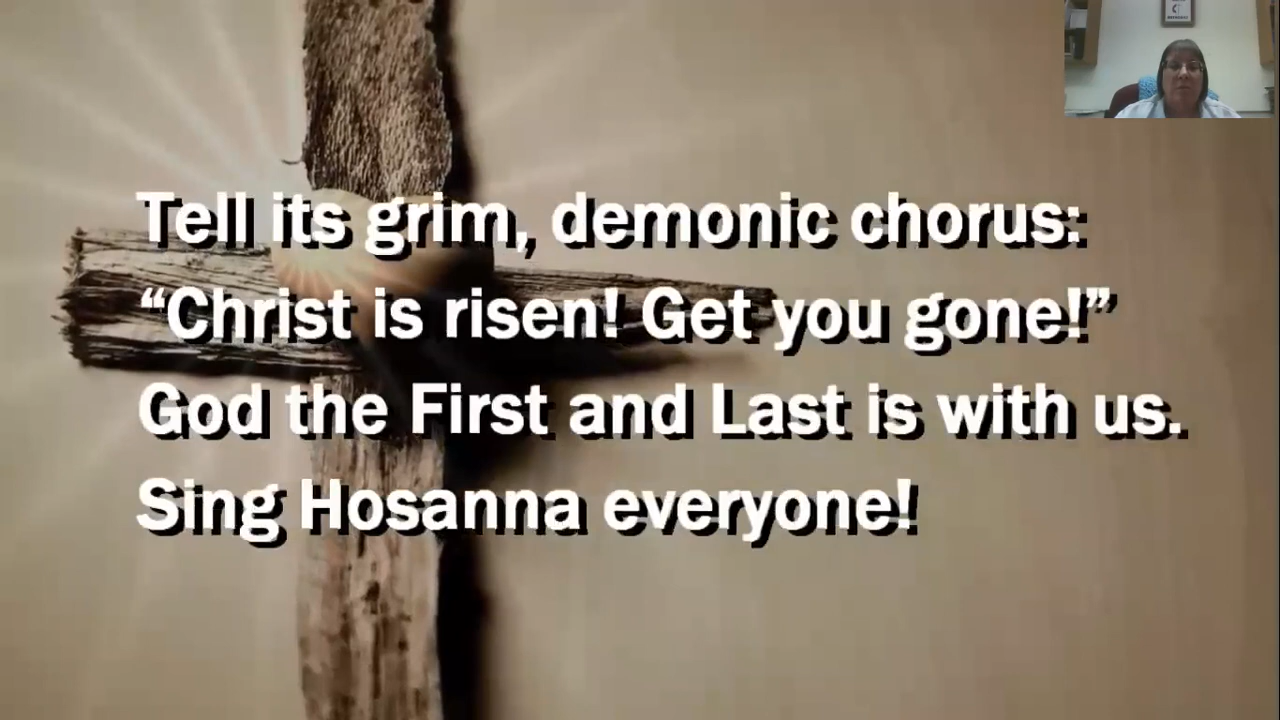 Tell its grim, demonic chorus:
“Christ is risen! Get you gone!”
God the First and Last is with us.
Sing Hosanna everyone!